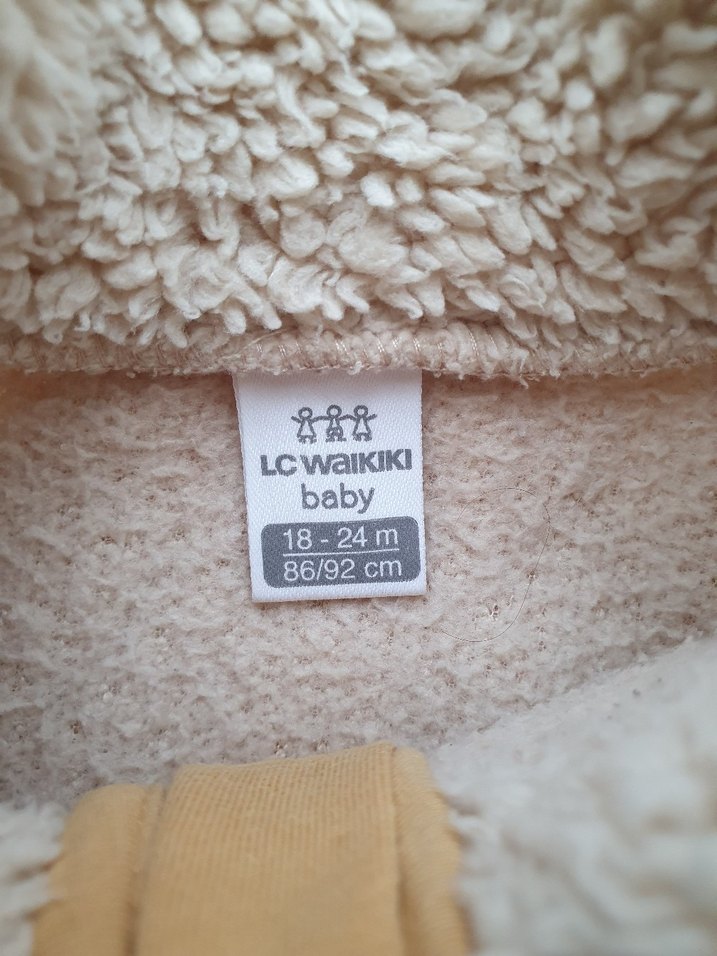 LC WAIKIKI
baby
18 - 24 m
86/92 cm